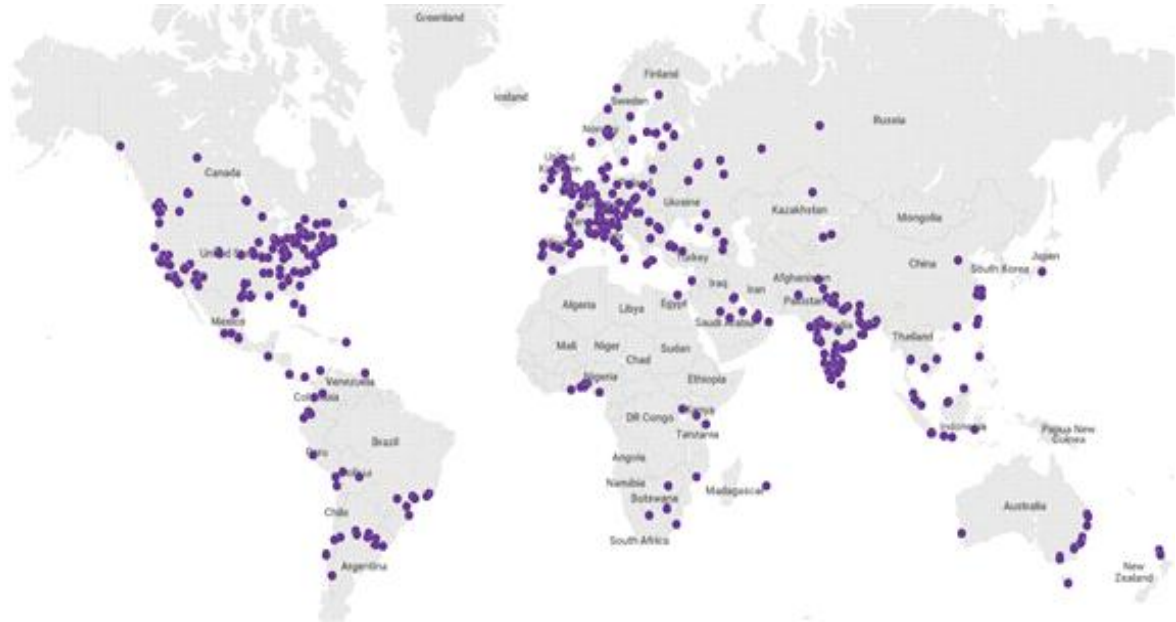 Greenland
Iceland
Finland
Sweden
Russia
Canada
Ukraine
Kazakhstan
Mongolia
Turkey
China
South Korea
Japan
Iraq
Iran
Afghanistan
Pakistan
Algeria
Libya
Egypt
Saudi Arabia
Mexico
Thailand
Mali
Niger
Chad
Sudan
Nigeria
Ethiopia
Venezuela
Colombia
DR Congo
Kenya
Tanzania
Brazil
Indonesia
Papua New
Guinea
Peru
Bolivia
Angola
Namibia
Botswana
Madagascar
Australia
Chile
South Africa
Argentina
New
Zealand